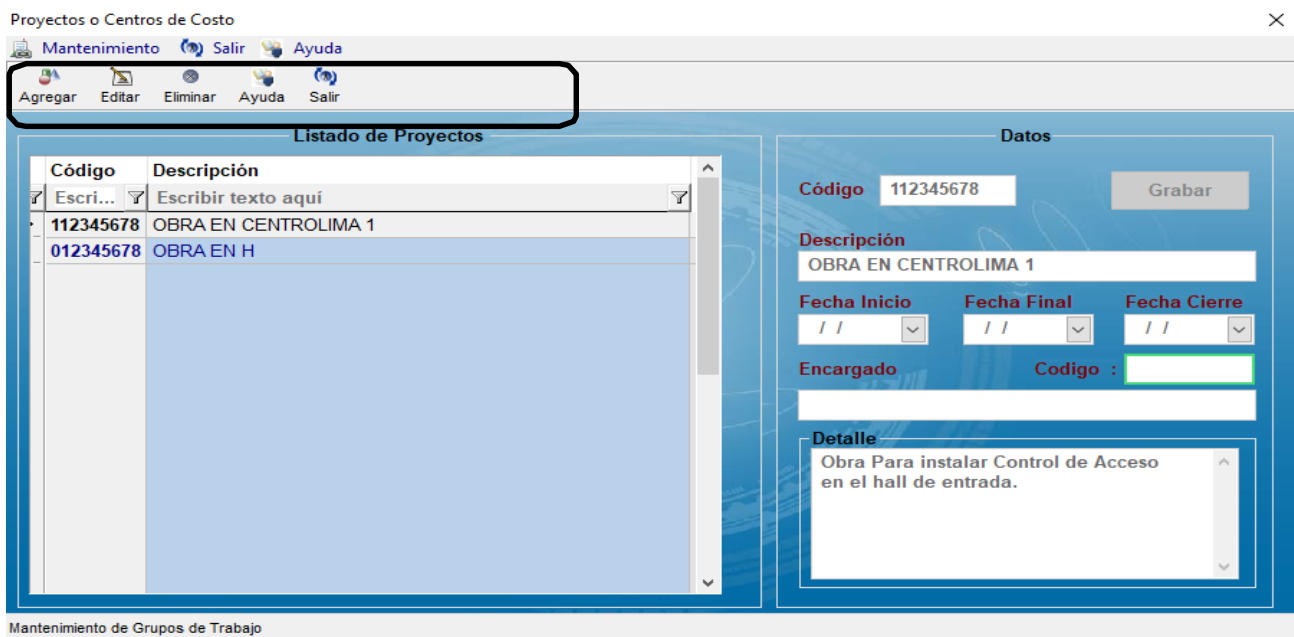 Proyectos o Centros de Costo
Mantenimiento Salir Ayuda
Agregar Editar Eliminar Ayuda Salir
Listado de Proyectos
Código Descripción
Escri... Escribir texto aquí
112345678 OBRA EN CENTROLIMA 1
012345678 OBRA EN H
Datos
Código 112345678 Grabar
Descripción
OBRA EN CENTROLIMA 1
Fecha Inicio Fecha Final Fecha Cierre
/ / / / / /
Encargado Codigo :
Detalle
Obra Para instalar Control de Acceso
en el hall de entrada.
Mantenimiento de Grupos de Trabajo